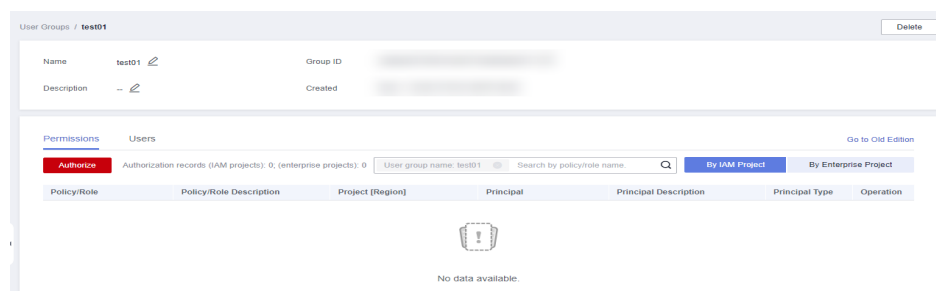 User Groups / test01
Delete
Name test01 Group ID
Description – Created
Permissions Users Go to Old Edition
Authorize Authorization records (IAM projects): 0; (enterprise projects): 0 User group name: test01 Search by policy/role name. By IAM Project By Enterprise Project
Policy/Role Policy/Role Description Project [Region] Principal Principal Description Principal Type Operation
No data available.